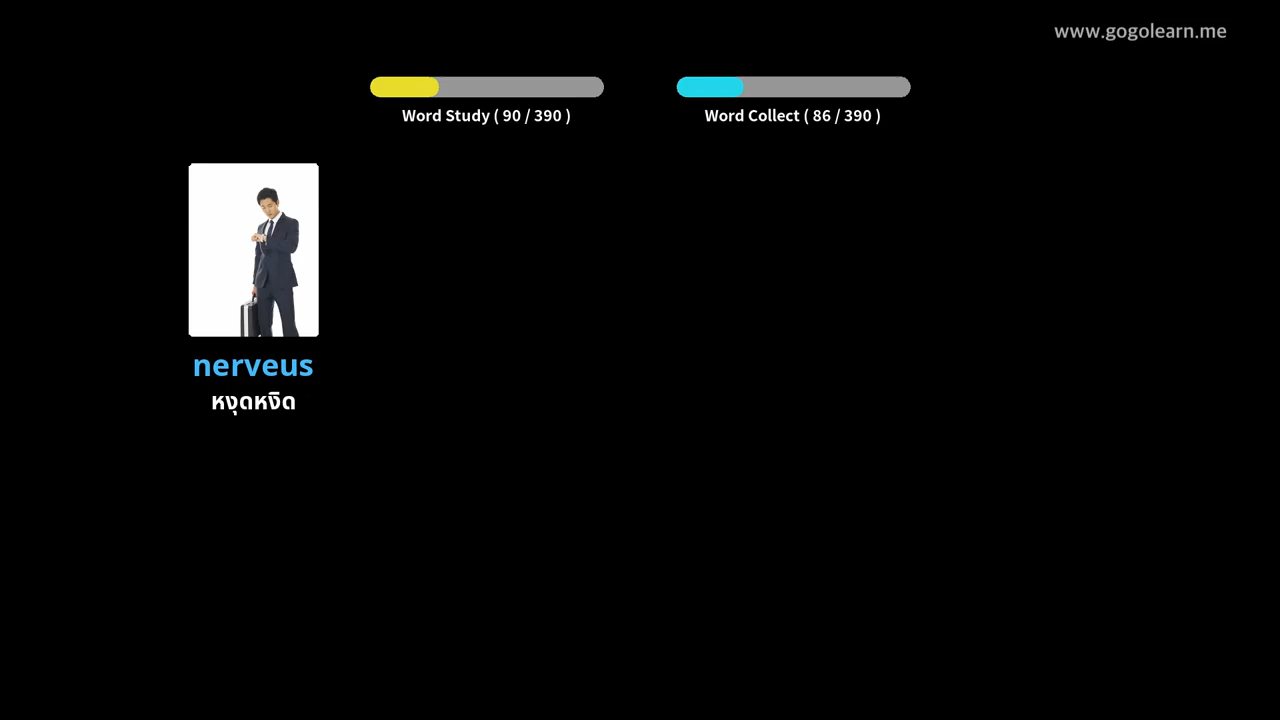 www.gogolearn.me
Word Study ( 90 / 390 )
Word Collect ( 86 / 390 )
nerveus
หงุดหงิด